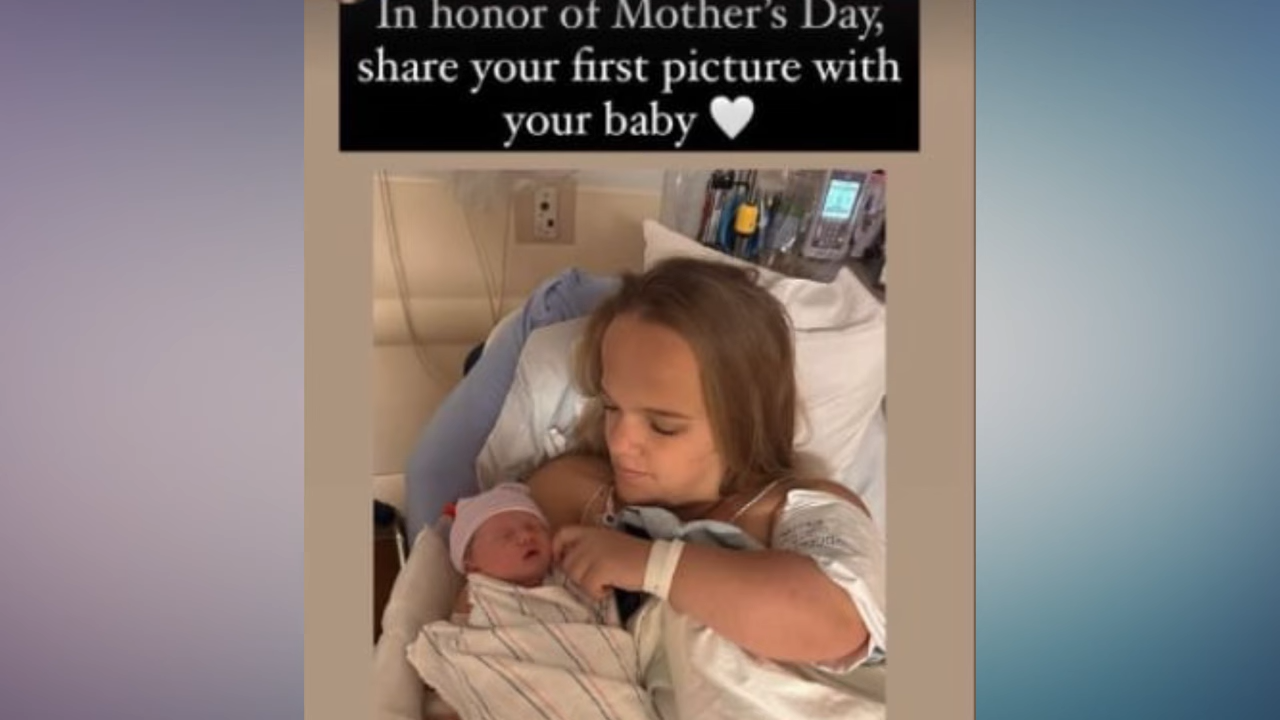 In honor of Mother's Day,
share your first picture with
your baby 🤍